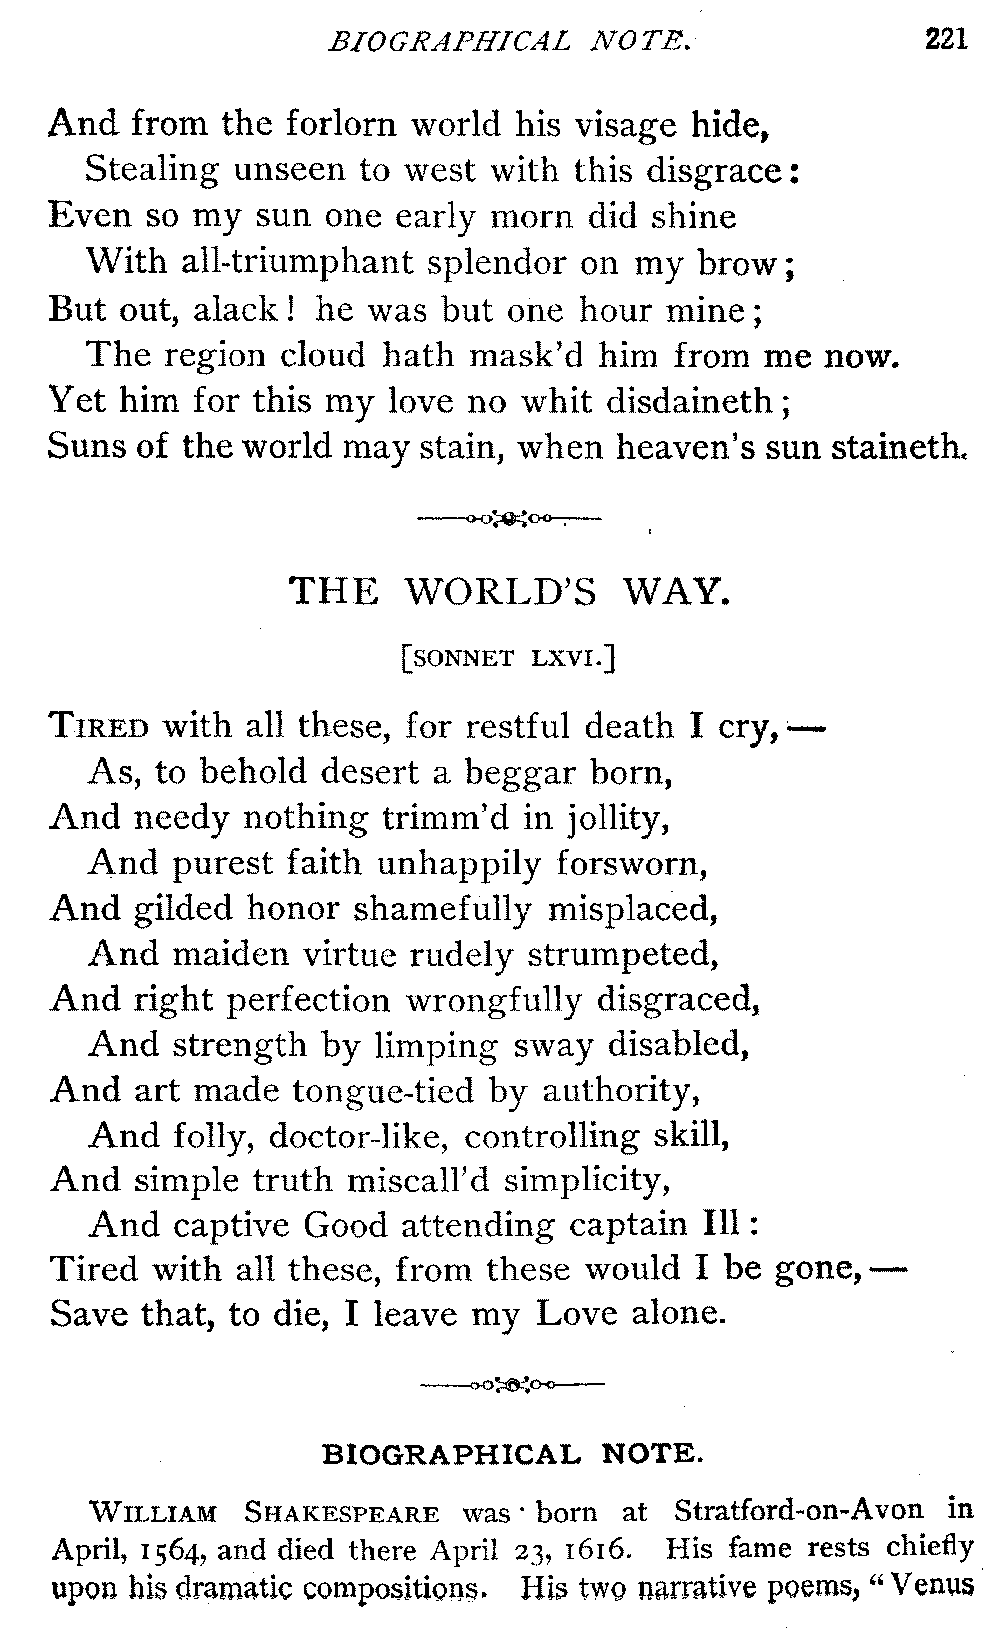 BIOGRAPHICAL NOTE. 221
And from the forlorn world his visage hide,
Stealing unseen to west with this disgrace:
Even so my sun one early morn did shine
With all-triumphant splendor on my brow;
But out, alack! he was but one hour mine;
The region cloud hath mask'd him from me now.
Yet him for this my love no whit disdaineth;
Suns of the world may stain, when heaven's sun staineth.
THE WORLD'S WAY.
[SONNET LXVI.]
TIRED with all these, for restful death I cry,—
As, to behold desert a beggar born,
And needy nothing trimm'd in jollity,
And purest faith unhappily forsworn,
And gilded honor shamefully misplaced,
And maiden virtue rudely strumpeted,
And right perfection wrongfully disgraced,
And strength by limping sway disabled,
And art made tongue-tied by authority,
And folly, doctor-like, controlling skill,
And simple truth miscall'd simplicity,
And captive Good attending captain Ill:
Tired with all these, from these would I be gone,—
Save that, to die, I leave my Love alone.
BIOGRAPHICAL NOTE.
WILLIAM SHAKESPEARE was born at Stratford-on-Avon in
April, 1564, and died there April 23, 1616. His fame rests chiefly
upon his dramatic compositions. His two narrative poems, "Venus